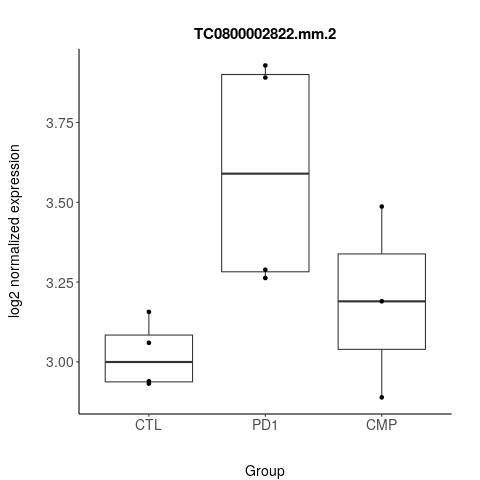 TC0800002822.mm.2
log2 normalized expression
3.75
3.50
3.25
3.00
CTL PD1 CMP
Group